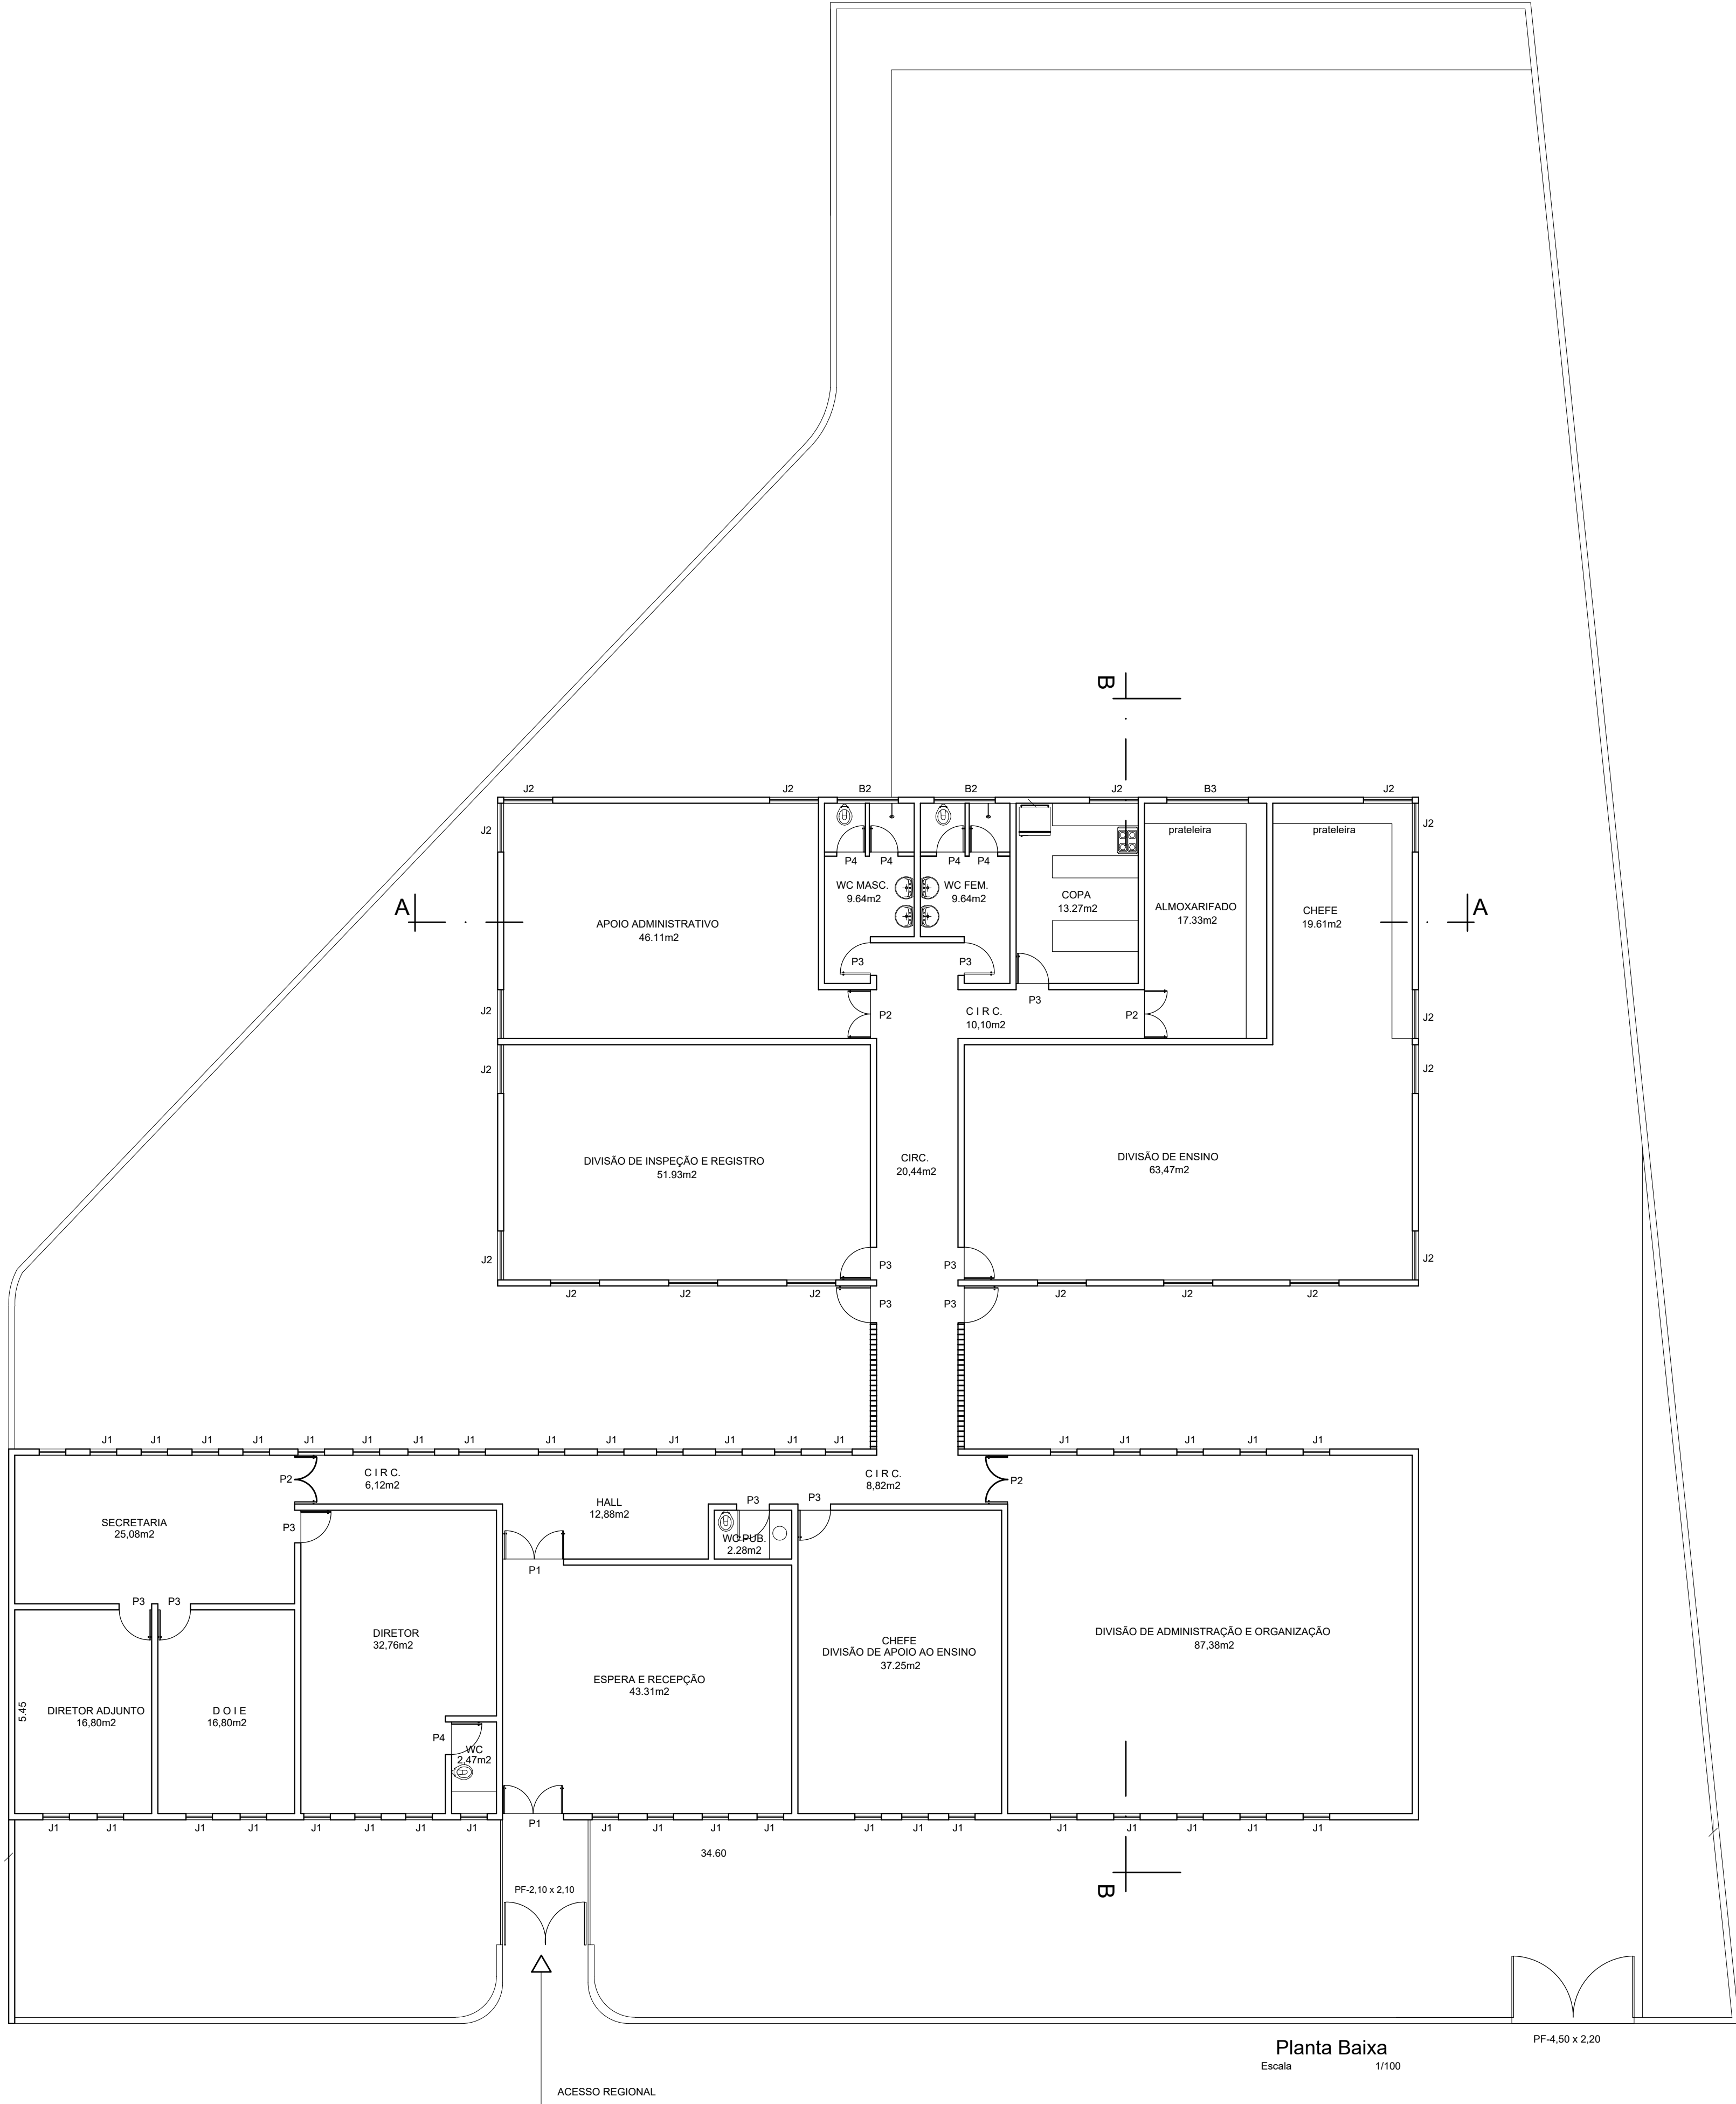 B
J2 J2 B2 B2 J2 B3 J2
J2 J2
prateleira prateleira
P4 P4 P4 P4
WC MASC. WC FEM.
9.64m2 9.64m2
COPA
13.27m2
ALMOXARIFADO
17.33m2
CHEFE
19.61m2
A A
APOIO ADMINISTRATIVO
46.11m2
P3 P3
P3
J2 P2 C I R C. P2 J2
10,10m2
J2 J2
DIVISÃO DE INSPEÇÃO E REGISTRO
51.93m2
CIRC.
20,44m2
DIVISÃO DE ENSINO
63,47m2
J2 P3 P3 J2
J2 J2 J2 P3 P3 J2 J2 J2
J1 J1 J1 J1 J1 J1 J1 J1 J1 J1 J1 J1 J1 J1 J1 J1 J1 J1 J1
P2 C I R C. C I R C. P2
6,12m2 8,82m2
HALL
12,88m2
P3 P3
SECRETARIA
25,08m2
P3
WC PUB.
2.28m2
P1
P3 P3
DIRETOR
32,76m2
CHEFE
DIVISÃO DE APOIO AO ENSINO
37.25m2
DIVISÃO DE ADMINISTRAÇÃO E ORGANIZAÇÃO
87,38m2
ESPERA E RECEPÇÃO
43.31m2
5.45
DIRETOR ADJUNTO
16,80m2
D O I E
16,80m2
P4
WC
2,47m2
J1 J1 J1 J1 J1 J1 J1 J1 P1 J1 J1 J1 J1 J1 J1 J1 J1 J1 J1 J1 J1
34.60
PF-2,10 x 2,10
B
PF-4,50 x 2,20
Planta Baixa
Escala 1/100
ACESSO REGIONAL